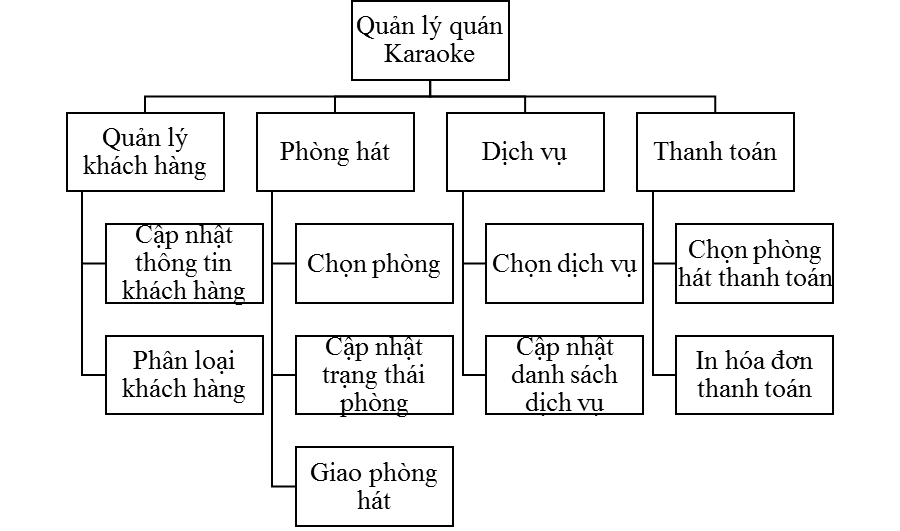 Quản lý quán
Karaoke
Quản lý
khách hàng
Phòng hát
Dịch vụ
Thanh toán
Cập nhật
thông tin
khách hàng
Chọn phòng
Chọn dịch vụ
Chọn phòng
hát thanh toán
Phân loại
khách hàng
Cập nhật
trạng thái
phòng
Cập nhật
danh sách
dịch vụ
In hóa đơn
thanh toán
Giao phòng
hát